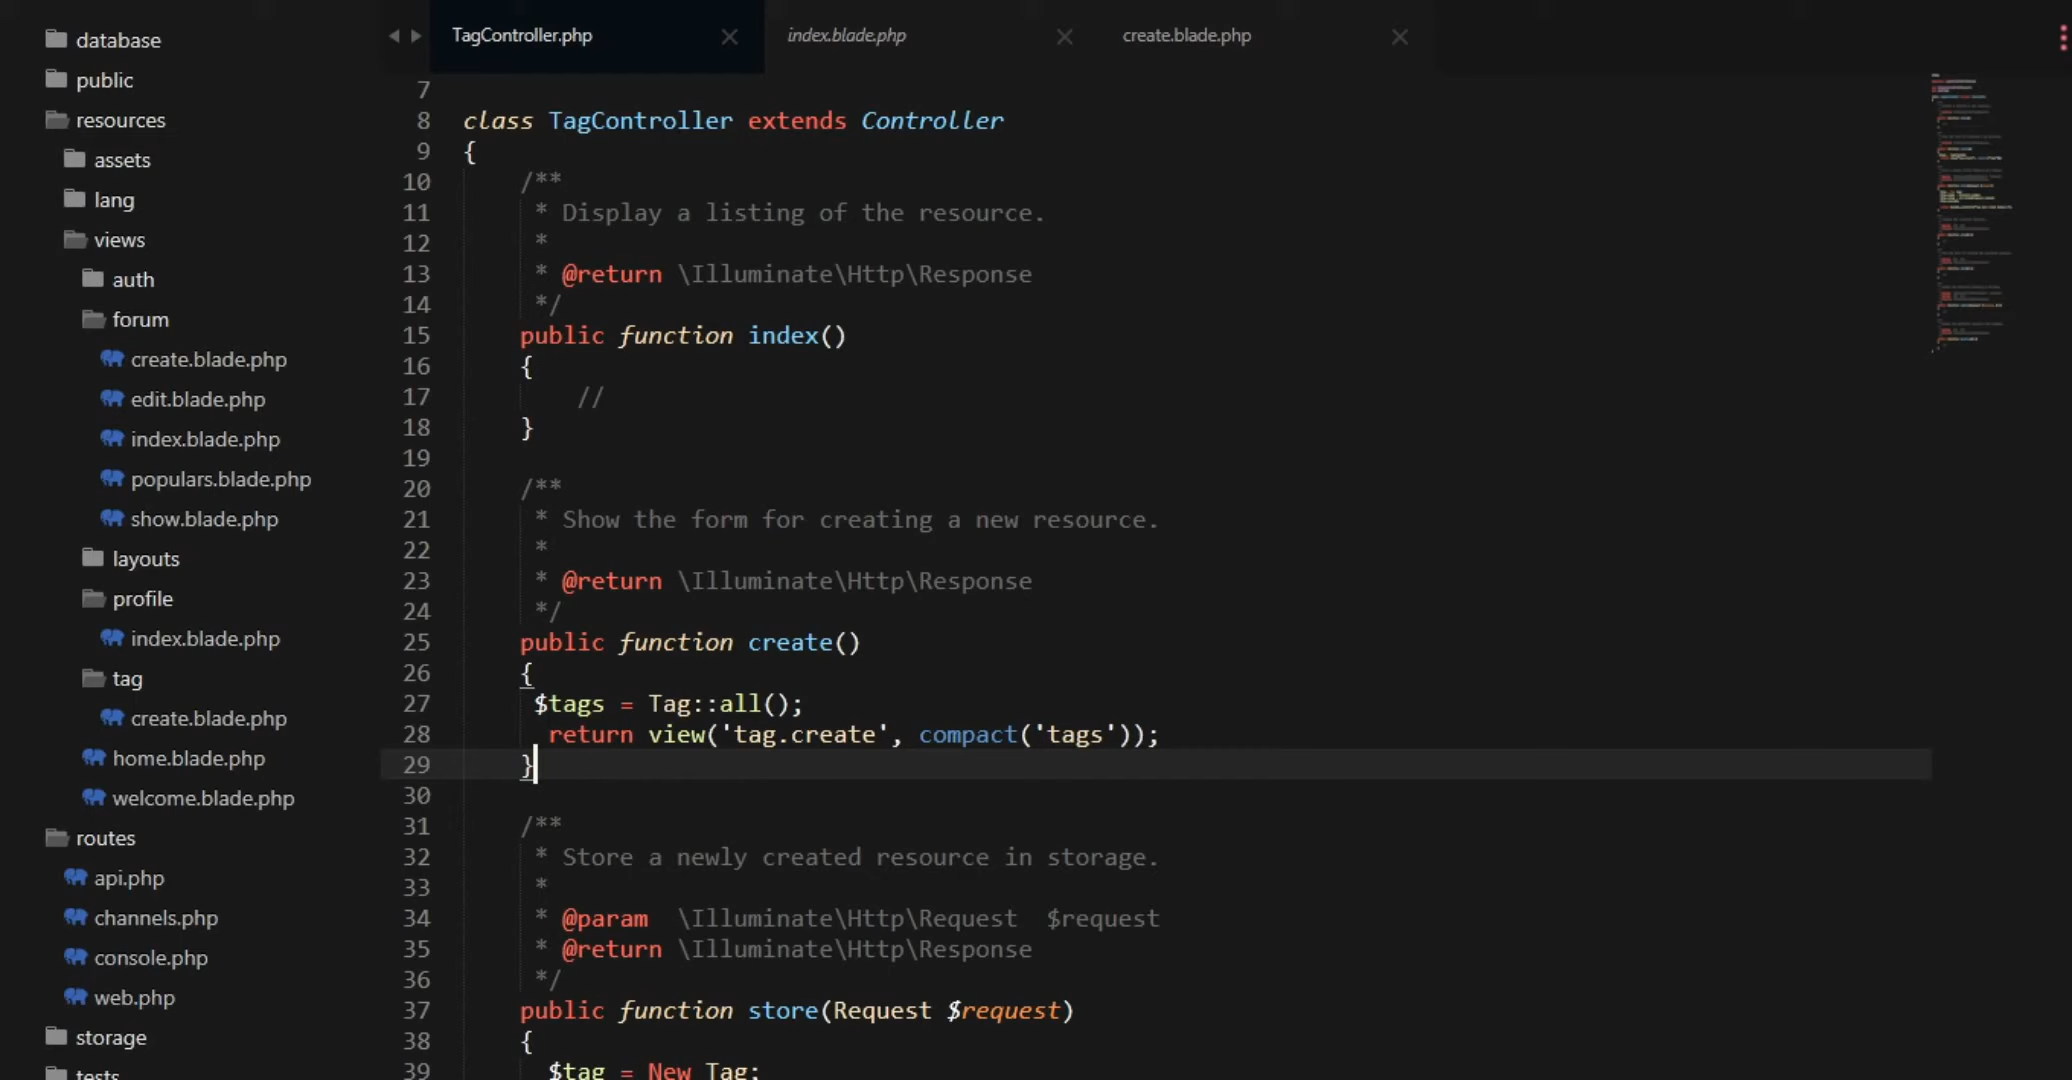 database
public
resources
assets
lang
views
auth
forum
create.blade.php
edit.blade.php
index.blade.php
populars.blade.php
show.blade.php
layouts
profile
index.blade.php
tag
create.blade.php
home.blade.php
welcome.blade.php
routes
api.php
channels.php
console.php
web.php
storage
tests
TagController.php
index.blade.php
create.blade.php
7
8 class TagController extends Controller
9 {
10 /**
11 * Display a listing of the resource.
12 *
13 * @return \Illuminate\Http\Response
14 */
15 public function index()
16 {
17 //
18 }
19
20 /**
21 * Show the form for creating a new resource.
22 *
23 * @return \Illuminate\Http\Response
24 */
25 public function create()
26 {
27 $tags = Tag::all();
28 return view('tag.create', compact('tags'));
29 }
30
31 /**
32 * Store a newly created resource in storage.
33 *
34 * @param \Illuminate\Http\Request $request
35 * @return \Illuminate\Http\Response
36 */
37 public function store(Request $request)
38 {
39 $tag = New Tag;